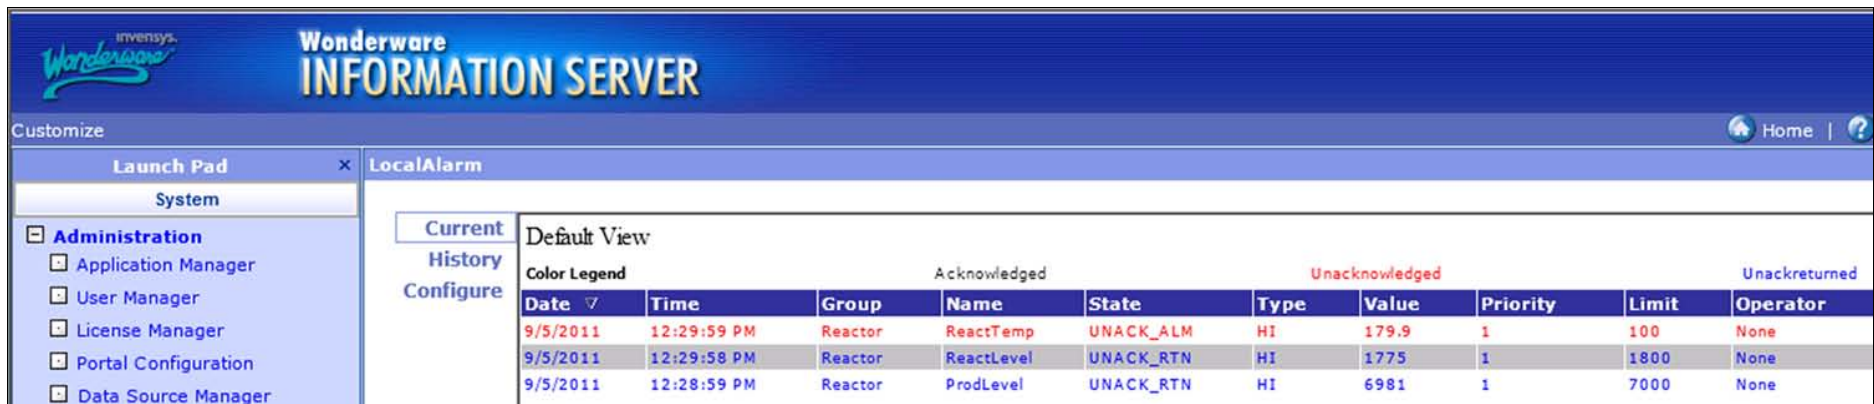 invensys.
Wonderware
Wonderware
INFORMATION SERVER
Customize
Home |
Launch Pad ×
System
Administration
Application Manager
User Manager
License Manager
Portal Configuration
Data Source Manager
LocalAlarm
Current
History
Configure
Default View
Color Legend Acknowledged Unacknowledged Unackreturned
Date Time Group Name State Type Value Priority Limit Operator
9/5/2011 12:29:59 PM Reactor ReactTemp UNACK_ALM HI 179.9 1 100 None
9/5/2011 12:29:58 PM Reactor ReactLevel UNACK_RTN HI 1775 1 1800 None
9/5/2011 12:28:59 PM Reactor ProdLevel UNACK_RTN HI 6981 1 7000 None